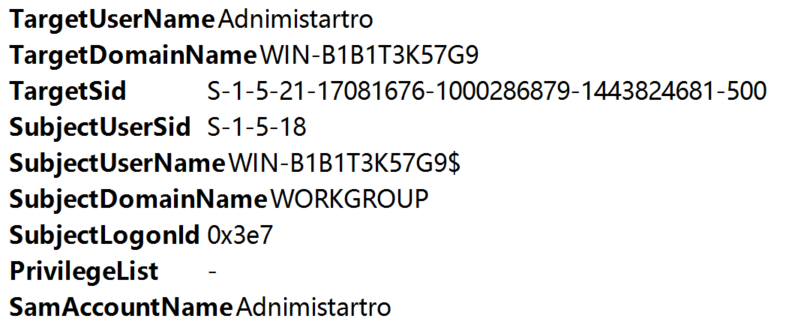 TargetUserName Adnimistartro
TargetDomainName WIN-B1B1T3K57G9
TargetSid S-1-5-21-17081676-1000286879-1443824681-500
SubjectUserSid S-1-5-18
SubjectUserName WIN-B1B1T3K57G9$
SubjectDomainName WORKGROUP
SubjectLogonId 0x3e7
PrivilegeList -
SamAccountName Adnimistartro